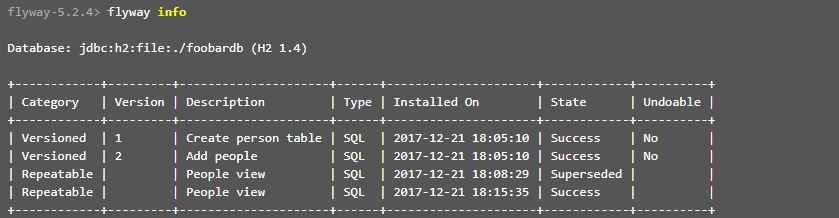 flyway-5.2.4> flyway info
Database: jdbc:h2:file:./foobardb (H2 1.4)
+------------+---------+---------------------+------+---------------------+------------+----------+
| Category   | Version | Description         | Type | Installed On        | State      | Undoable |
+------------+---------+---------------------+------+---------------------+------------+----------+
| Versioned  | 1       | Create person table | SQL  | 2017-12-21 18:05:10 | Success    | No       |
| Versioned  | 2       | Add people          | SQL  | 2017-12-21 18:05:10 | Success    | No       |
| Repeatable |         | People view         | SQL  | 2017-12-21 18:08:29 | Superseded |          |
| Repeatable |         | People view         | SQL  | 2017-12-21 18:15:35 | Success    |          |
+------------+---------+---------------------+------+---------------------+------------+----------+